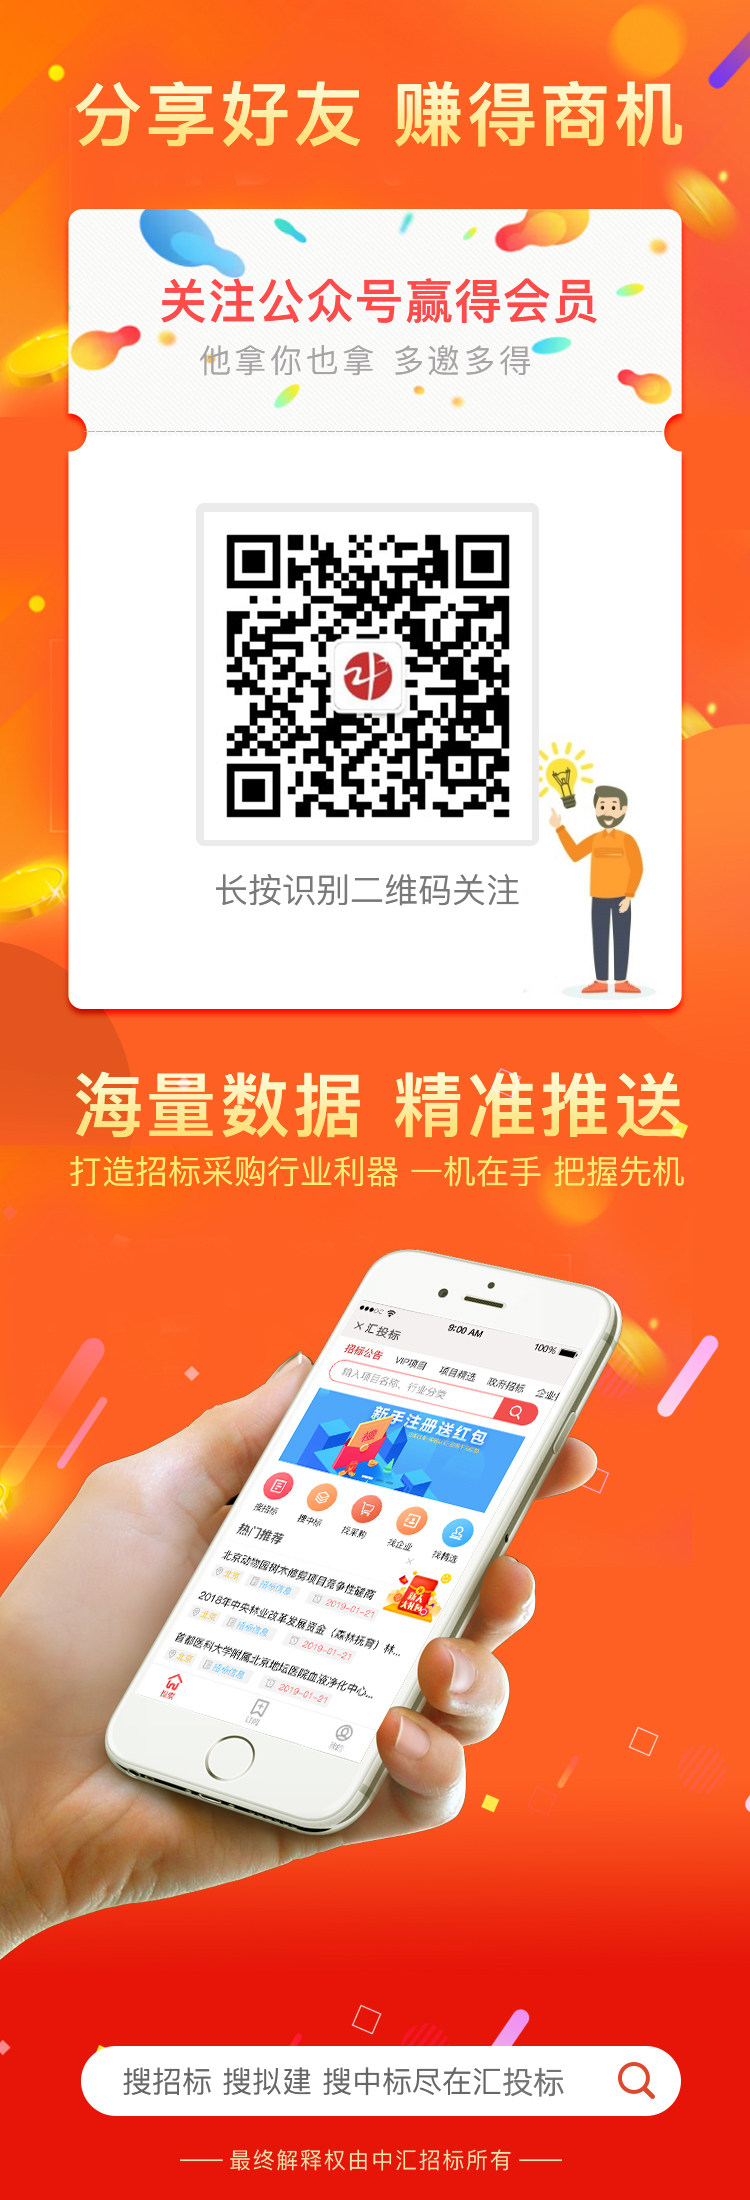 分享好友 赚得商机
关注公众号赢得会员
他拿你也拿 多邀多得
长按识别二维码关注
海量数据 精准推送
打造招标采购行业利器 一机在手 把握先机
9:00 AM
100%
×汇投标
招标公告 VIP项目 项目精选 政府招标 企业
输入项目名称、行业分类
新手注册送红包
搜招标 搜中标 找采购 找企业 找精选
热门推荐
北京动物园树木修剪项目竞争性磋商
北京 招标信息 2019-01-21
2018年中央林业改革发展资金（森林抚育）林...
北京 招标信息 2019-01-21
首都医科大学附属北京地坛医院血液净化中心...
北京 招标信息 2019-01-21
搜索 订阅 我的
搜招标 搜拟建 搜中标尽在汇投标
最终解释权由中汇招标所有